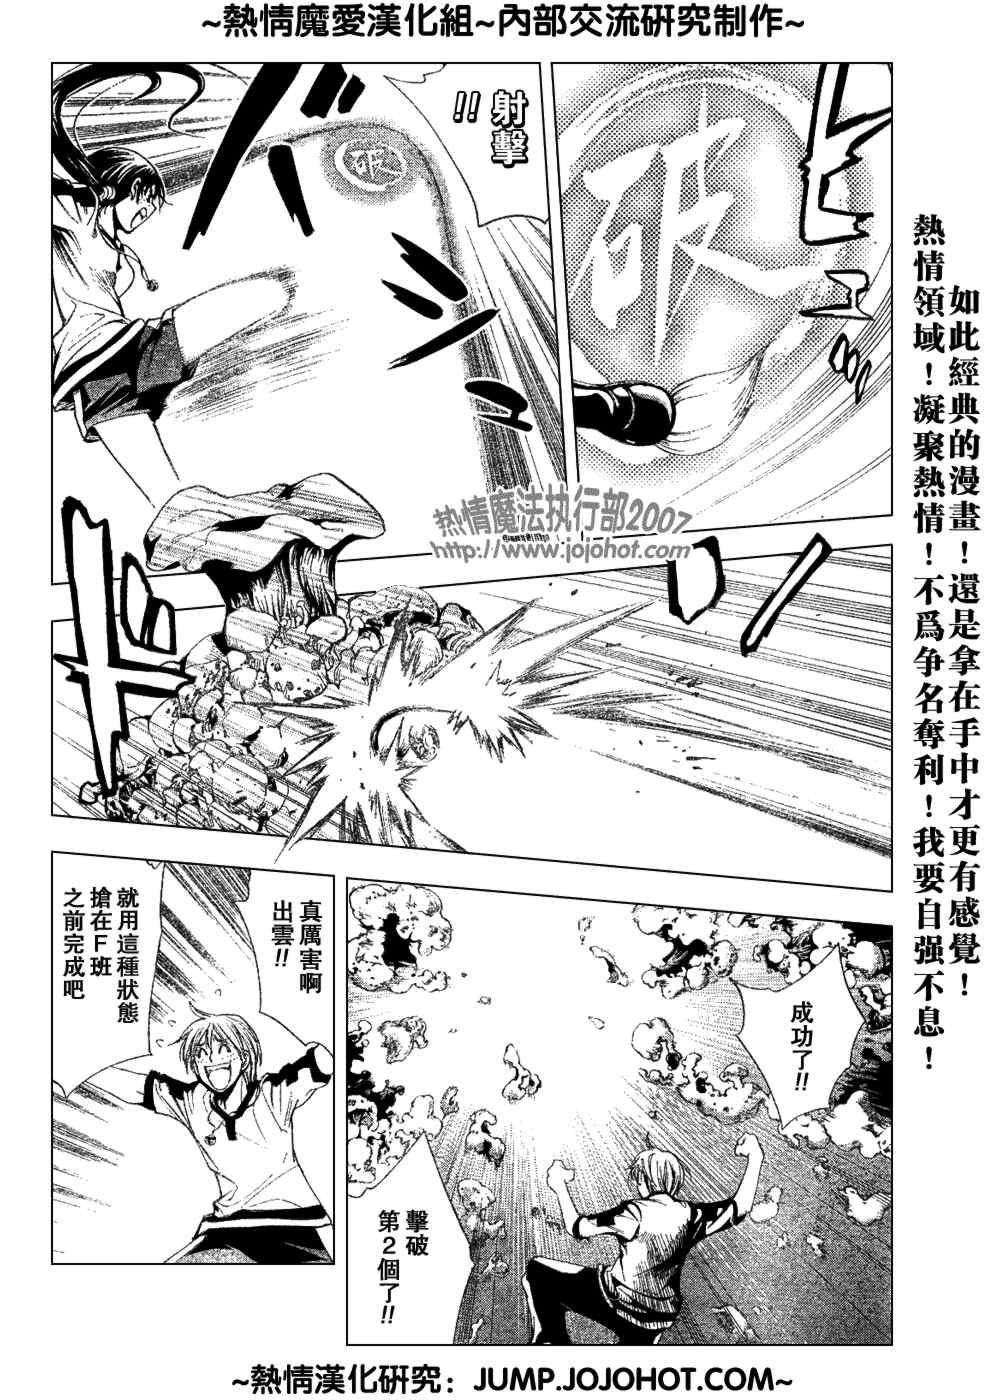 ~熱情魔愛漢化組~內部交流研究制作~
破
射擊
!!
破
熱情魔法执行部2007
http://www.jojohot.com
如此經典的漫畫！還是拿在手中才更有感覺！
熱情領域！凝聚熱情！不爲争名奪利！我要自强不息！
成功了!!
擊破
第2個了!!
真厲害啊
出雲!!
就用這種狀態
搶在F班
之前完成吧
~熱情漢化研究：JUMP.JOJOHOT.COM~